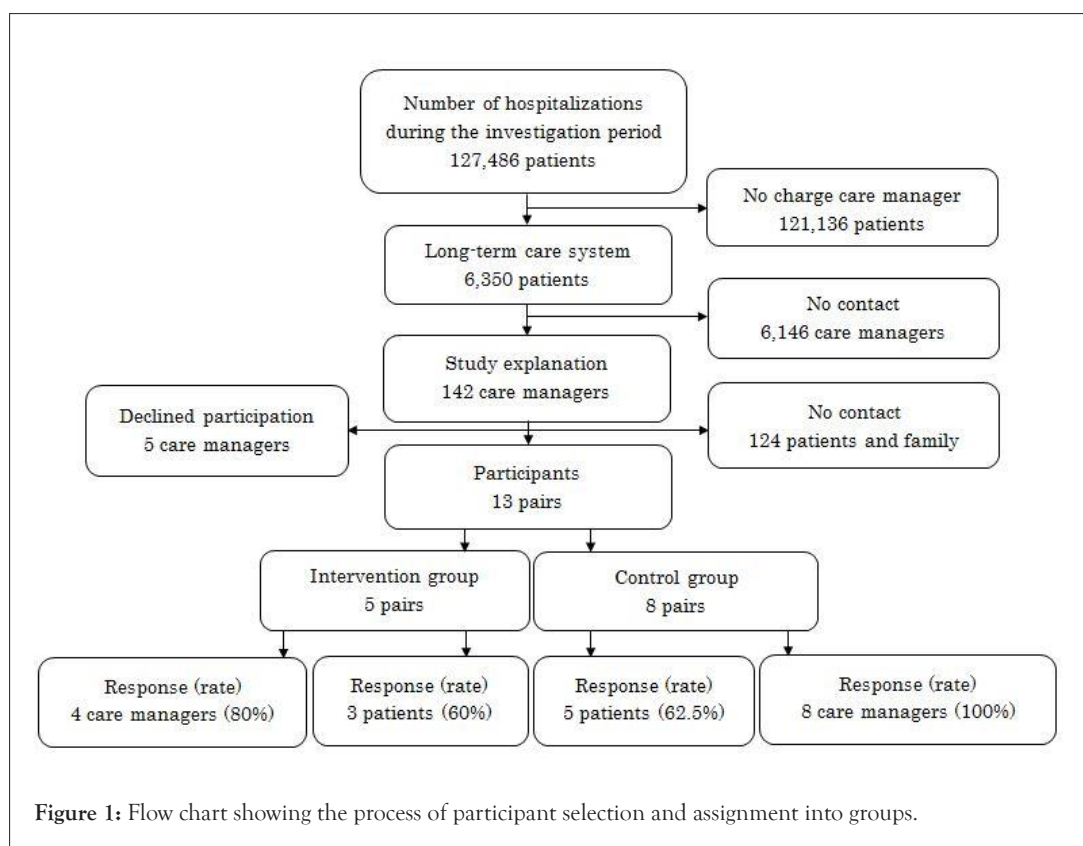 Number of hospitalizations
during the investigation period
127,486 patients
No charge care manager
121,136 patients
Long-term care system
6,350 patients
No contact
6,146 care managers
Study explanation
142 care managers
Declined participation
5 care managers
No contact
124 patients and family
Participants
13 pairs
Intervention group
5 pairs
Control group
8 pairs
Response (rate)
4 care managers (80%)
Response (rate)
3 patients (60%)
Response (rate)
5 patients (62.5%)
Response (rate)
8 care managers (100%)
Figure 1: Flow chart showing the process of participant selection and assignment into groups.